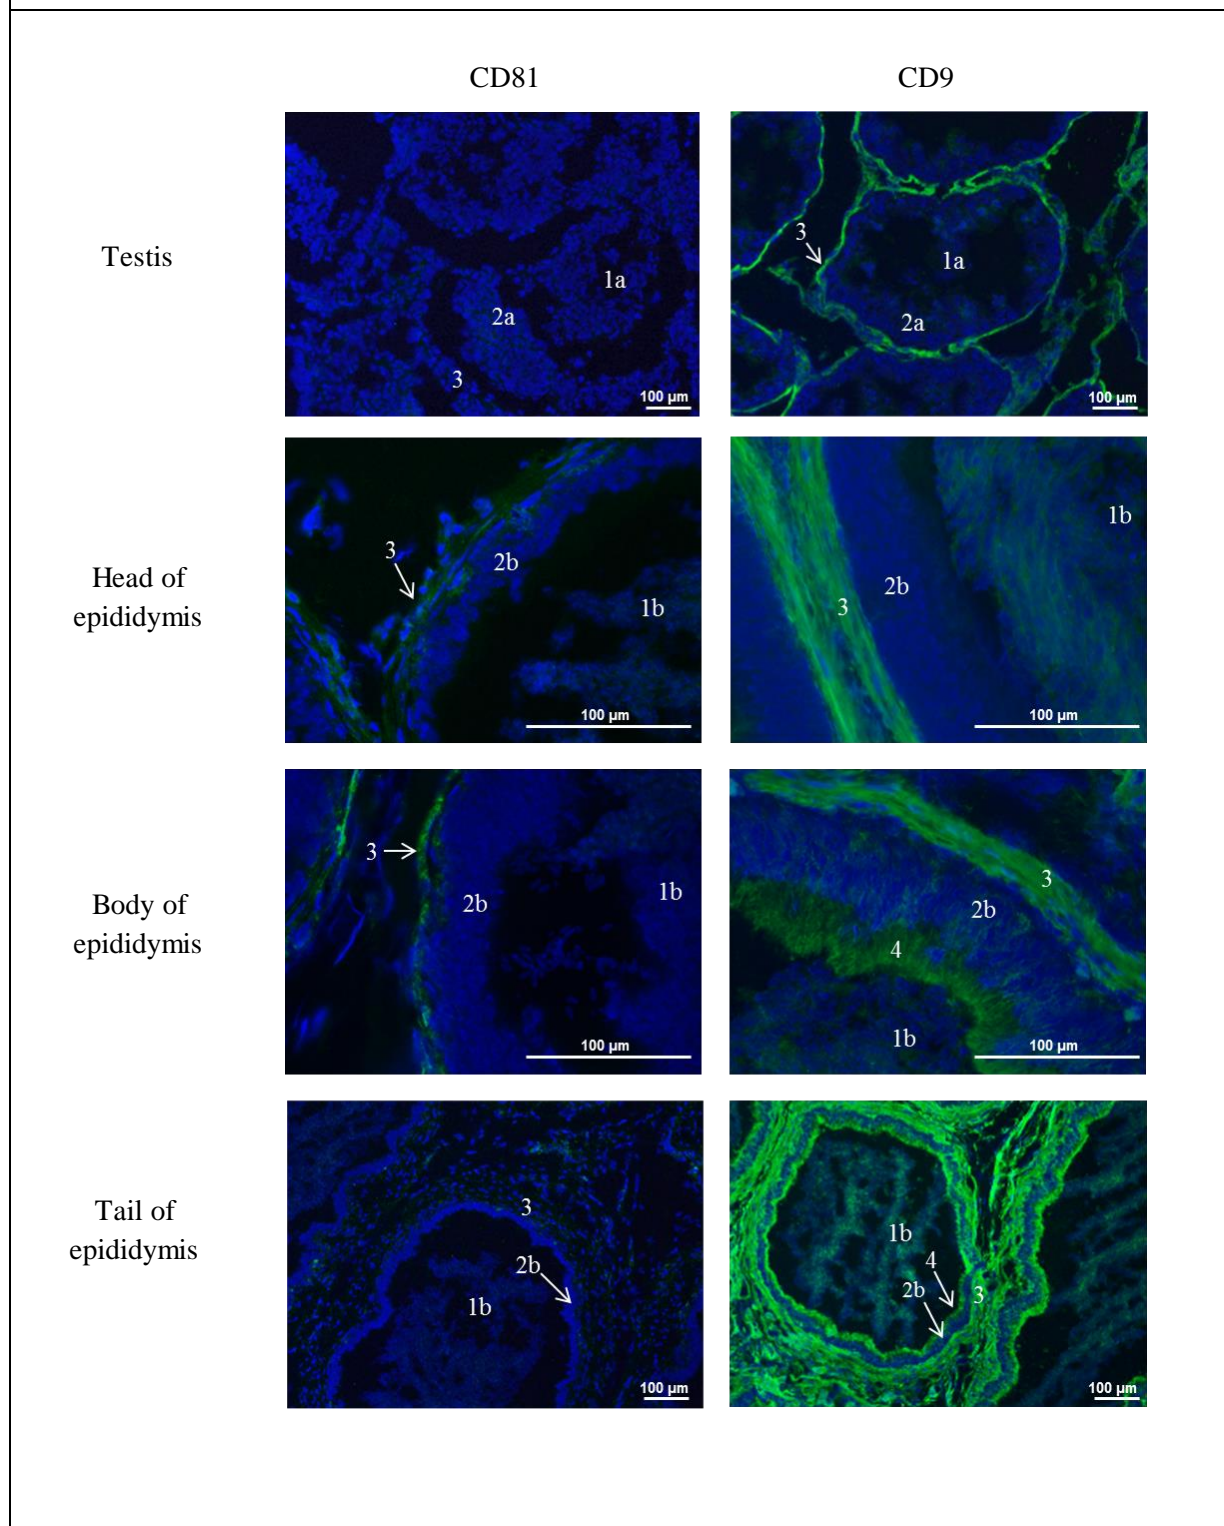 CD81
CD9
Testis
1a
2a
3
100 µm
3
1a
2a
100 µm
Head of
epididymis
3
2b
1b
100 µm
1b
2b
3
100 µm
Body of
epididymis
3
2b
1b
100 µm
3
2b
4
1b
100 µm
Tail of
epididymis
3
2b
1b
100 µm
1b
4
2b
3
100 µm